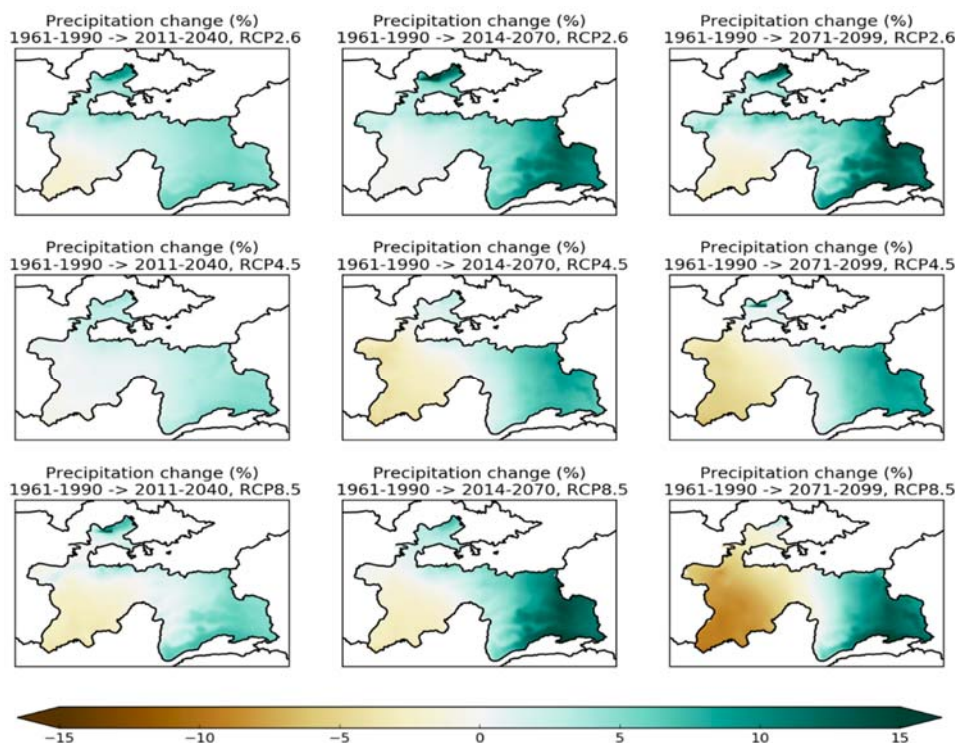 Precipitation change (%)
1961-1990 -> 2011-2040, RCP2.6
Precipitation change (%)
1961-1990 -> 2014-2070, RCP2.6
Precipitation change (%)
1961-1990 -> 2071-2099, RCP2.6
Precipitation change (%)
1961-1990 -> 2011-2040, RCP4.5
Precipitation change (%)
1961-1990 -> 2014-2070, RCP4.5
Precipitation change (%)
1961-1990 -> 2071-2099, RCP4.5
Precipitation change (%)
1961-1990 -> 2011-2040, RCP8.5
Precipitation change (%)
1961-1990 -> 2014-2070, RCP8.5
Precipitation change (%)
1961-1990 -> 2071-2099, RCP8.5
−15 −10 −5 0 5 10 15